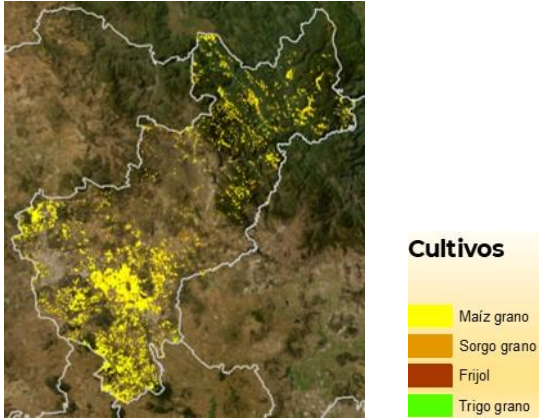 Cultivos
Maíz grano
Sorgo grano
Frijol
Trigo grano